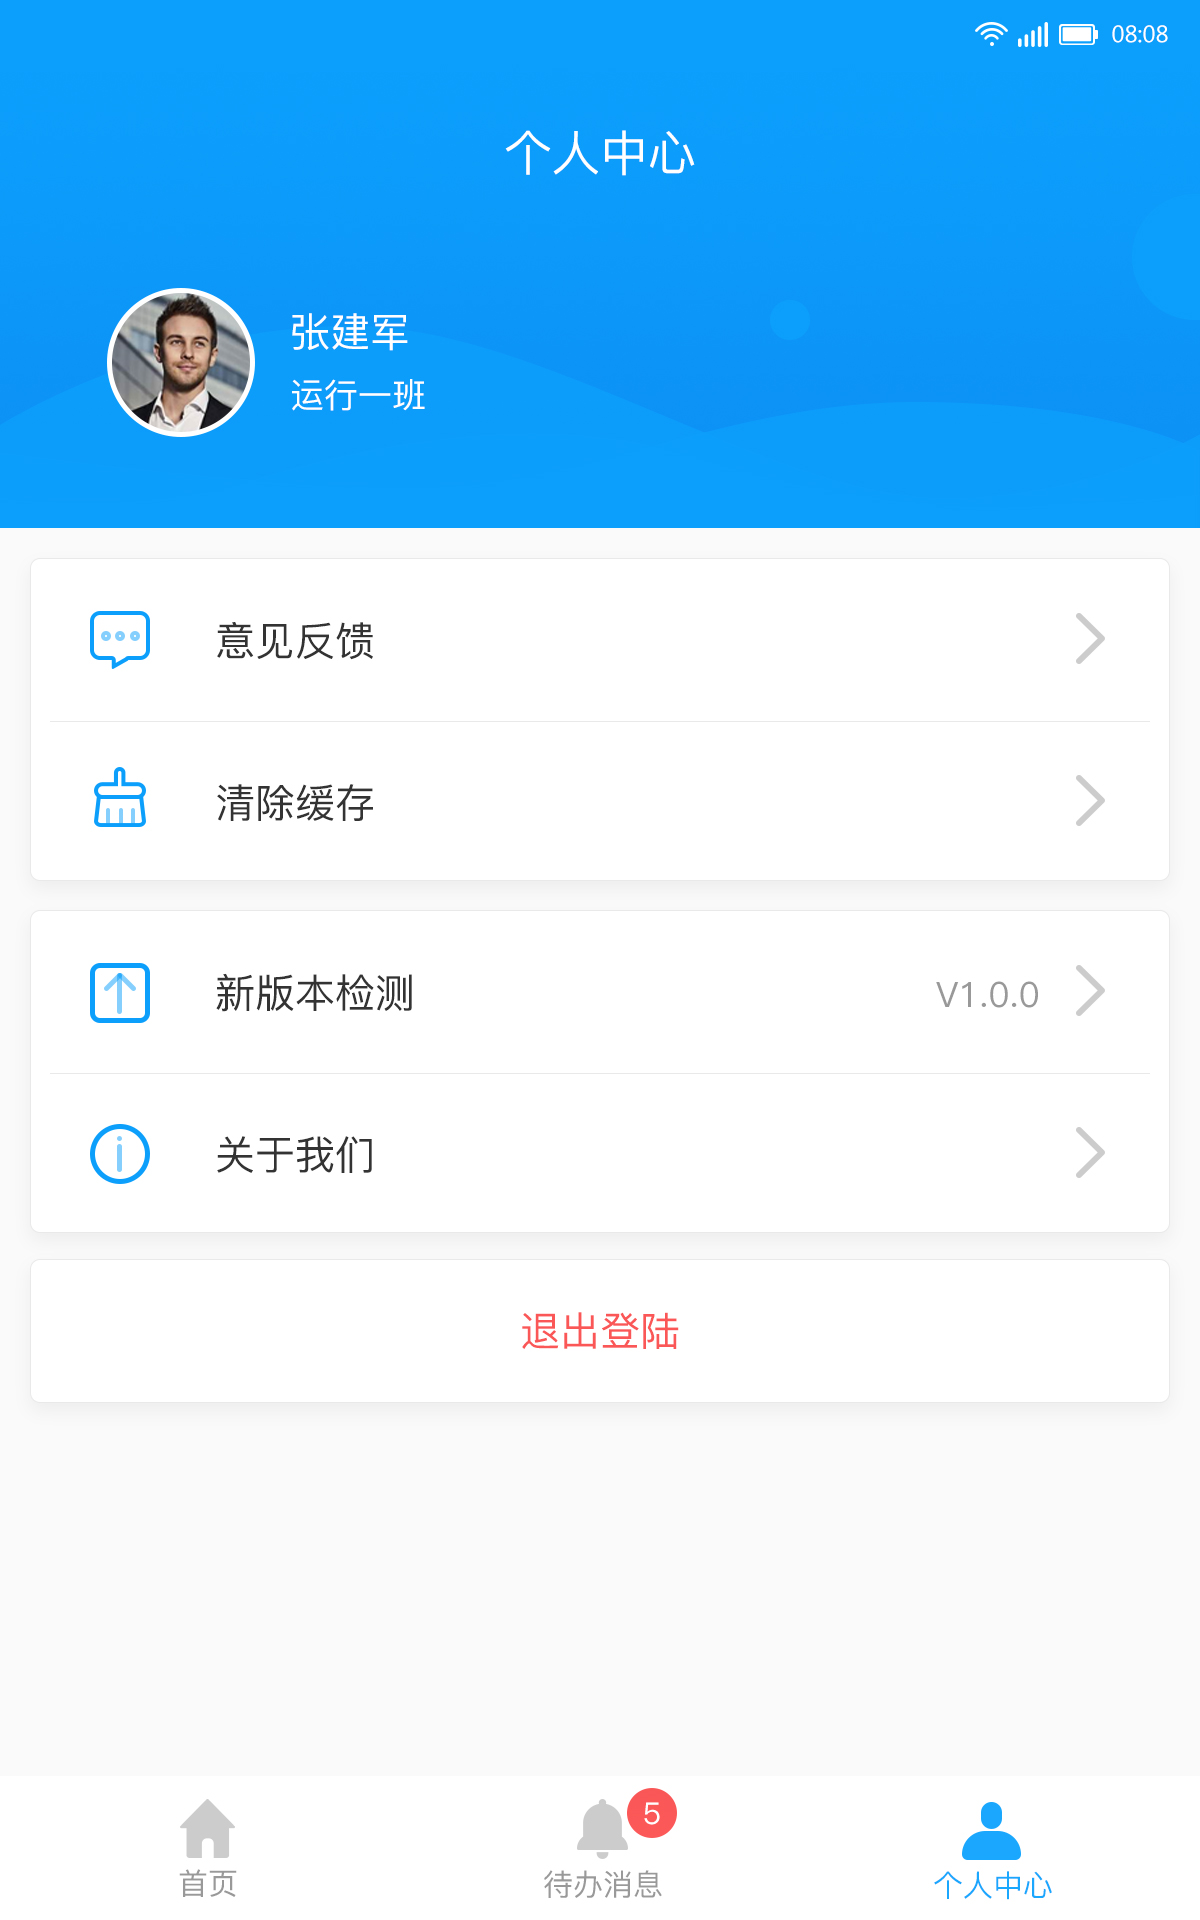 08:08
个人中心
张建军
运行一班
意见反馈
清除缓存
新版本检测 V1.0.0
关于我们
退出登陆
5
首页 待办消息 个人中心